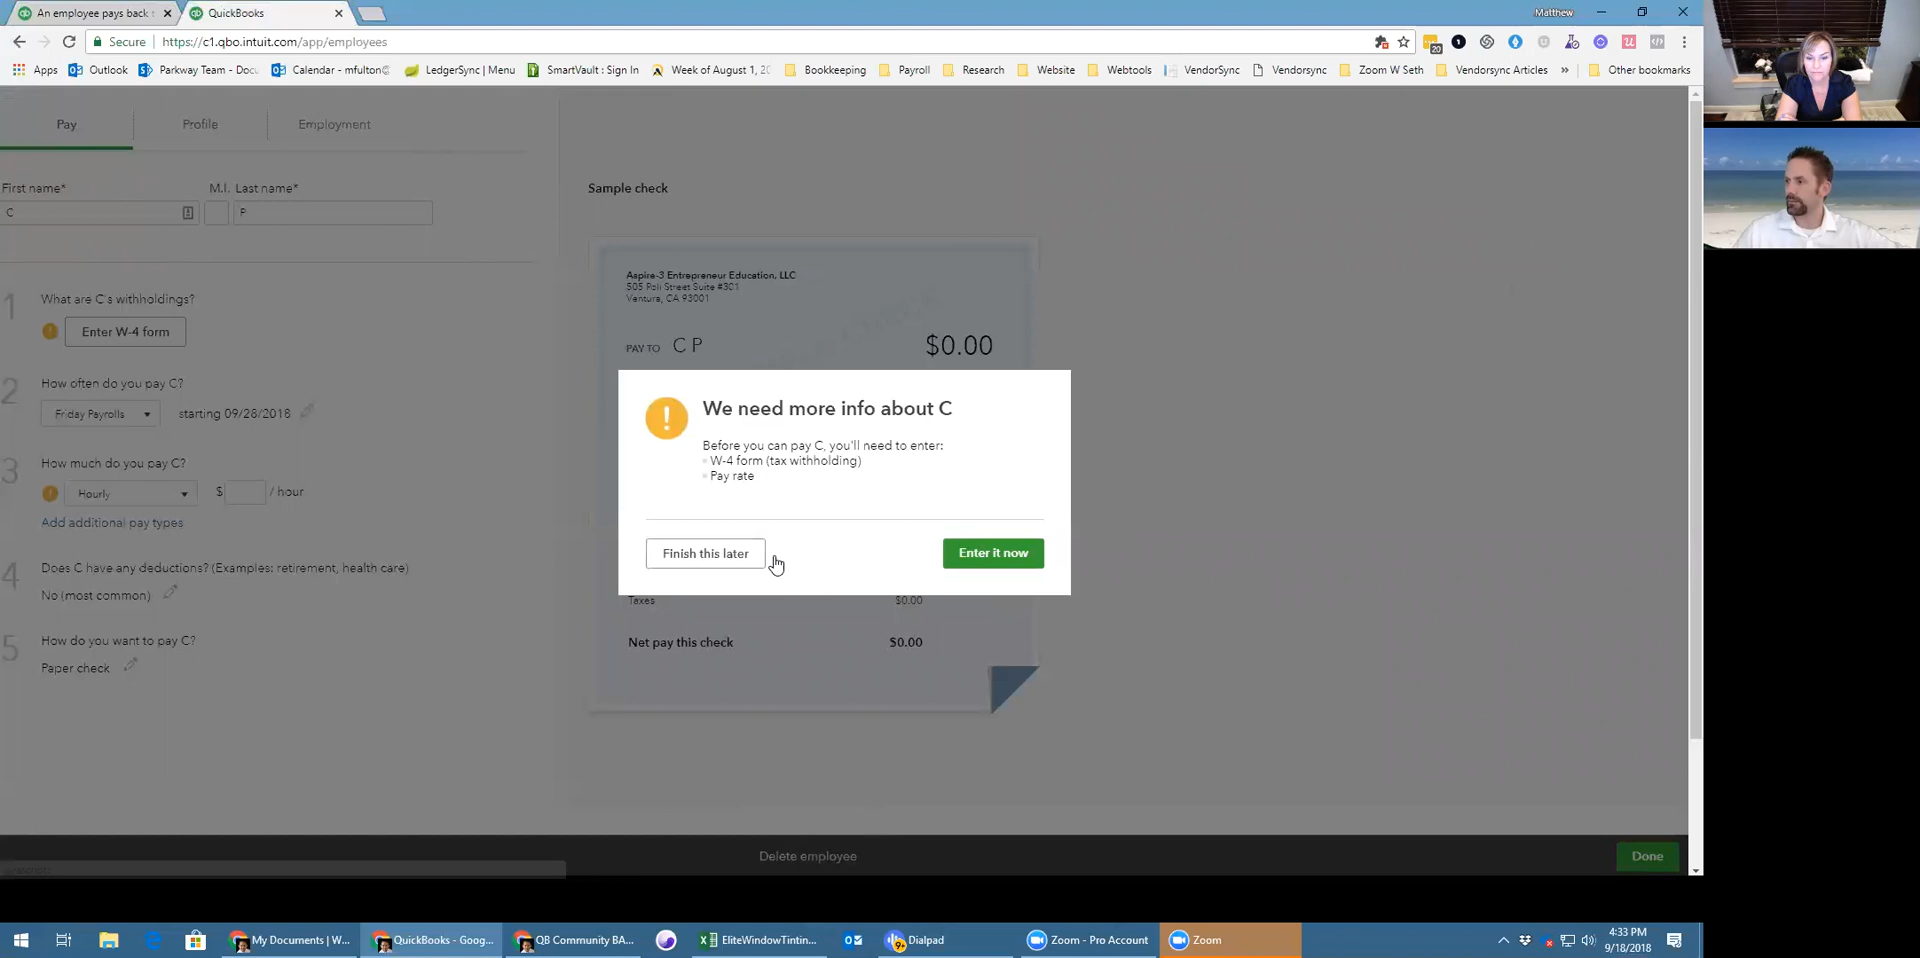 An employee pays back
QuickBooks
Matthew
Secure
https://c1.qbo.intuit.com/app/employees
20
Apps
Outlook
Parkway Team - Docu
Calendar - mfulton@
LedgerSync | Menu
SmartVault : Sign In
Week of August 1, 20
Bookkeeping
Payroll
Research
Website
Webtools
VendorSync
Vendorsync
Zoom W Seth
Vendorsync Articles
»
Other bookmarks
Pay
Profile
Employment
First name*
M.I.
Last name*
C
P
1
What are C's withholdings?
Enter W-4 form
2
How often do you pay C?
Friday Payrolls
starting 09/28/2018
3
How much do you pay C?
Hourly
$
/ hour
Add additional pay types
4
Does C have any deductions? (Examples: retirement, health care)
No (most common)
5
How do you want to pay C?
Paper check
Sample check
Aspire-3 Entrepreneur Education, LLC
505 Poli Street Suite #301
Ventura, CA 93001
PAY TO
C P
$0.00
We need more info about C
Before you can pay C, you'll need to enter:
W-4 form (tax withholding)
Pay rate
Finish this later
Enter it now
Taxes
$0.00
Net pay this check
$0.00
Delete employee
Done
My Documents | W...
QuickBooks - Goog...
QB Community BA...
EliteWindowTintin...
9+
Dialpad
Zoom - Pro Account
Zoom
4:33 PM
9/18/2018